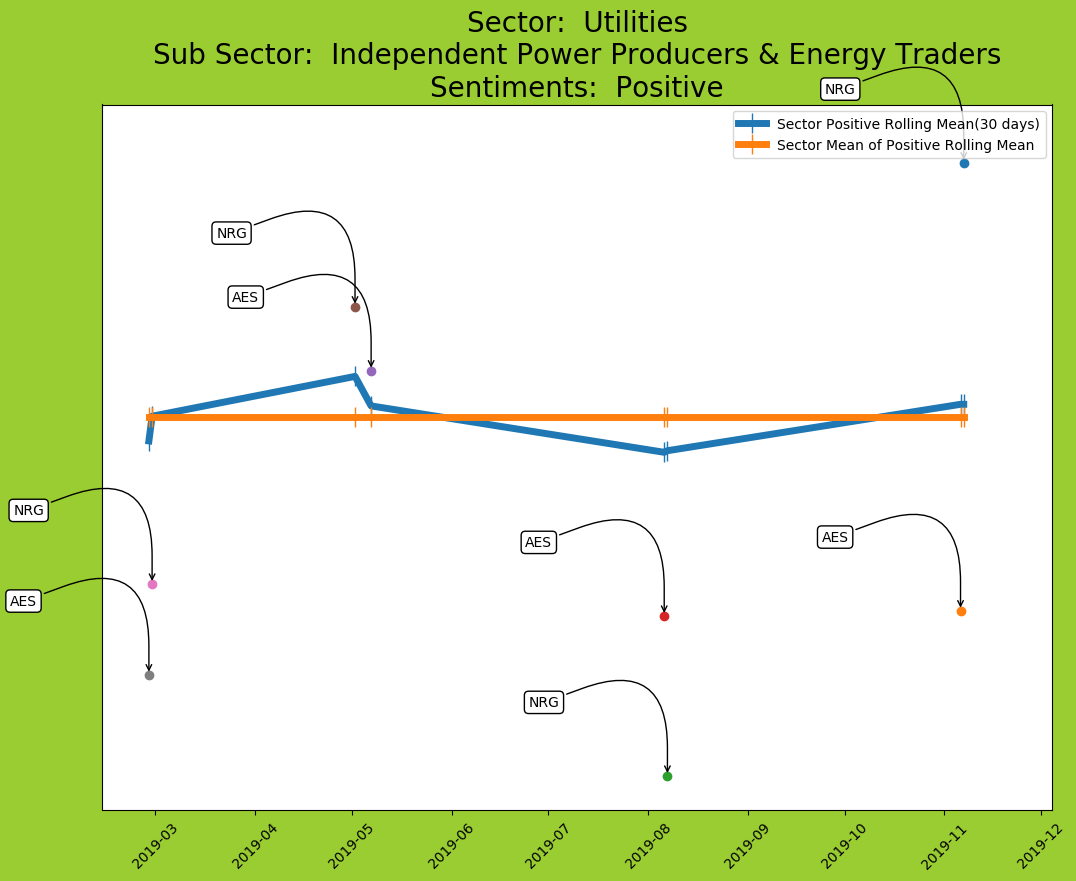 Sector:  Utilities
Sub Sector:  Independent Power Producers & Energy Traders
Sentiments:  Positive
NRG
Sector Positive Rolling Mean(30 days)
Sector Mean of Positive Rolling Mean
NRG
AES
NRG
AES
AES
AES
NRG
2019-03
2019-04
2019-05
2019-06
2019-07
2019-08
2019-09
2019-10
2019-11
2019-12